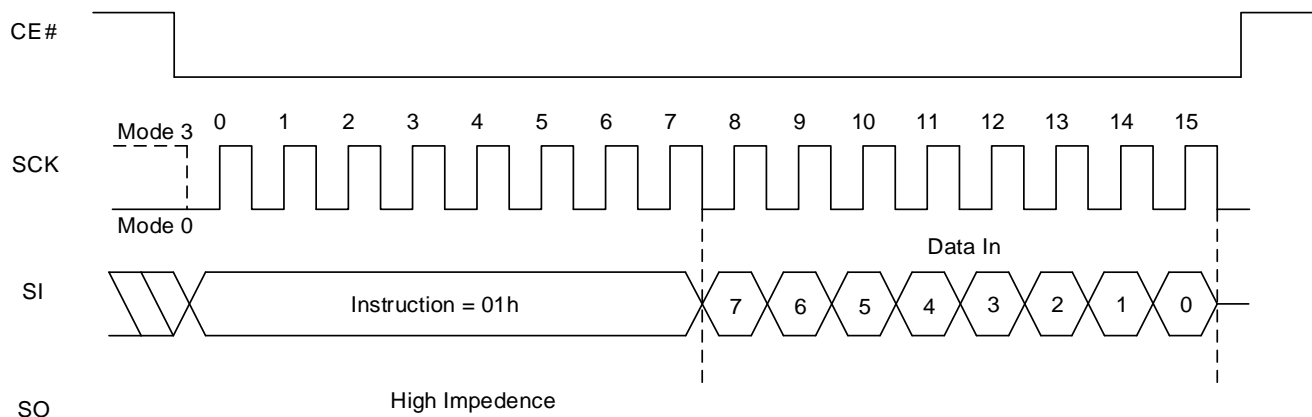 CE#
0 1 2 3 4 5 6 7 8 9 10 11 12 13 14 15
Mode 3
SCK
Mode 0
Data In
SI
Instruction = 01h
7 6 5 4 3 2 1 0
High Impedence
SO